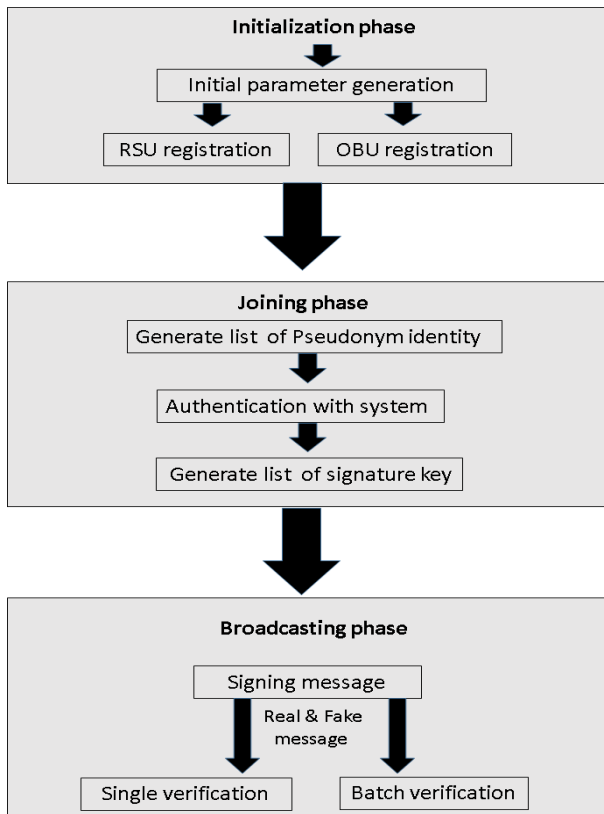 Initialization phase
Initial parameter generation
RSU registration
OBU registration
Joining phase
Generate list of Pseudonym identity
Authentication with system
Generate list of signature key
Broadcasting phase
Signing message
Real & Fake
message
Single verification
Batch verification